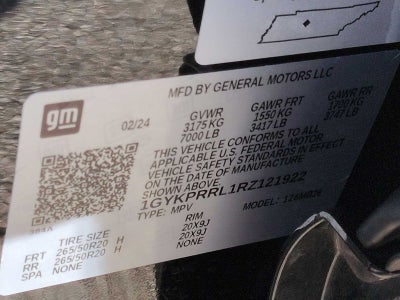 gm
MFD BY GENERAL MOTORS LLC
02/24 GVWR GAWR FRT GAWR RR
3175 KG 1550 KG 1700 KG
7000 LB 3417 LB 3747 LB
THIS VEHICLE CONFORMS TO ALL
APPLICABLE U.S. FEDERAL MOTOR
VEHICLE SAFETY STANDARDS IN EFFECT
ON THE DATE OF MANUFACTURE
SHOWN ABOVE.
1GYKPRRL1RZ121922
TYPE: MPV MODEL:
TIRE SIZE RIM
FRT 265/50R20 H 20X9J
RR 265/50R20 H 20X9J
SPA NONE NONE